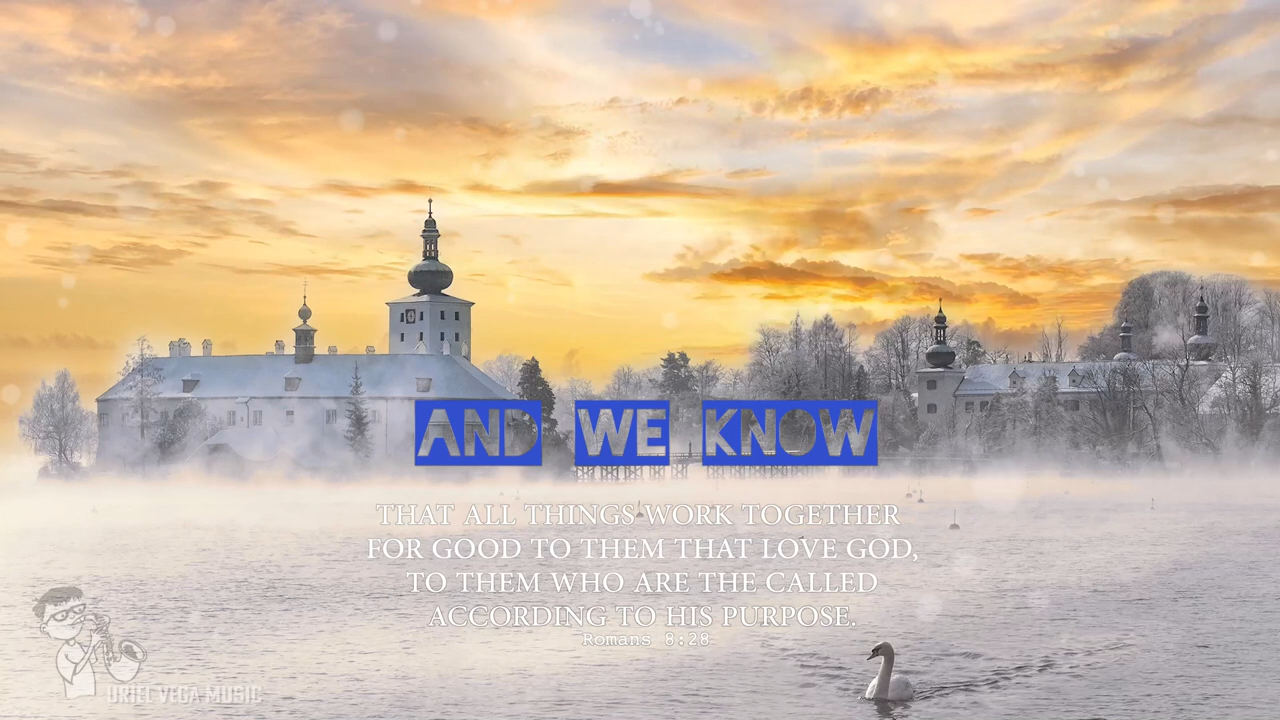 AND WE KNOW
THAT ALL THINGS WORK TOGETHER
FOR GOOD TO THEM THAT LOVE GOD,
TO THEM WHO ARE THE CALLED
ACCORDING TO HIS PURPOSE.
Romans 8:28
URIEL VEGA MUSIC